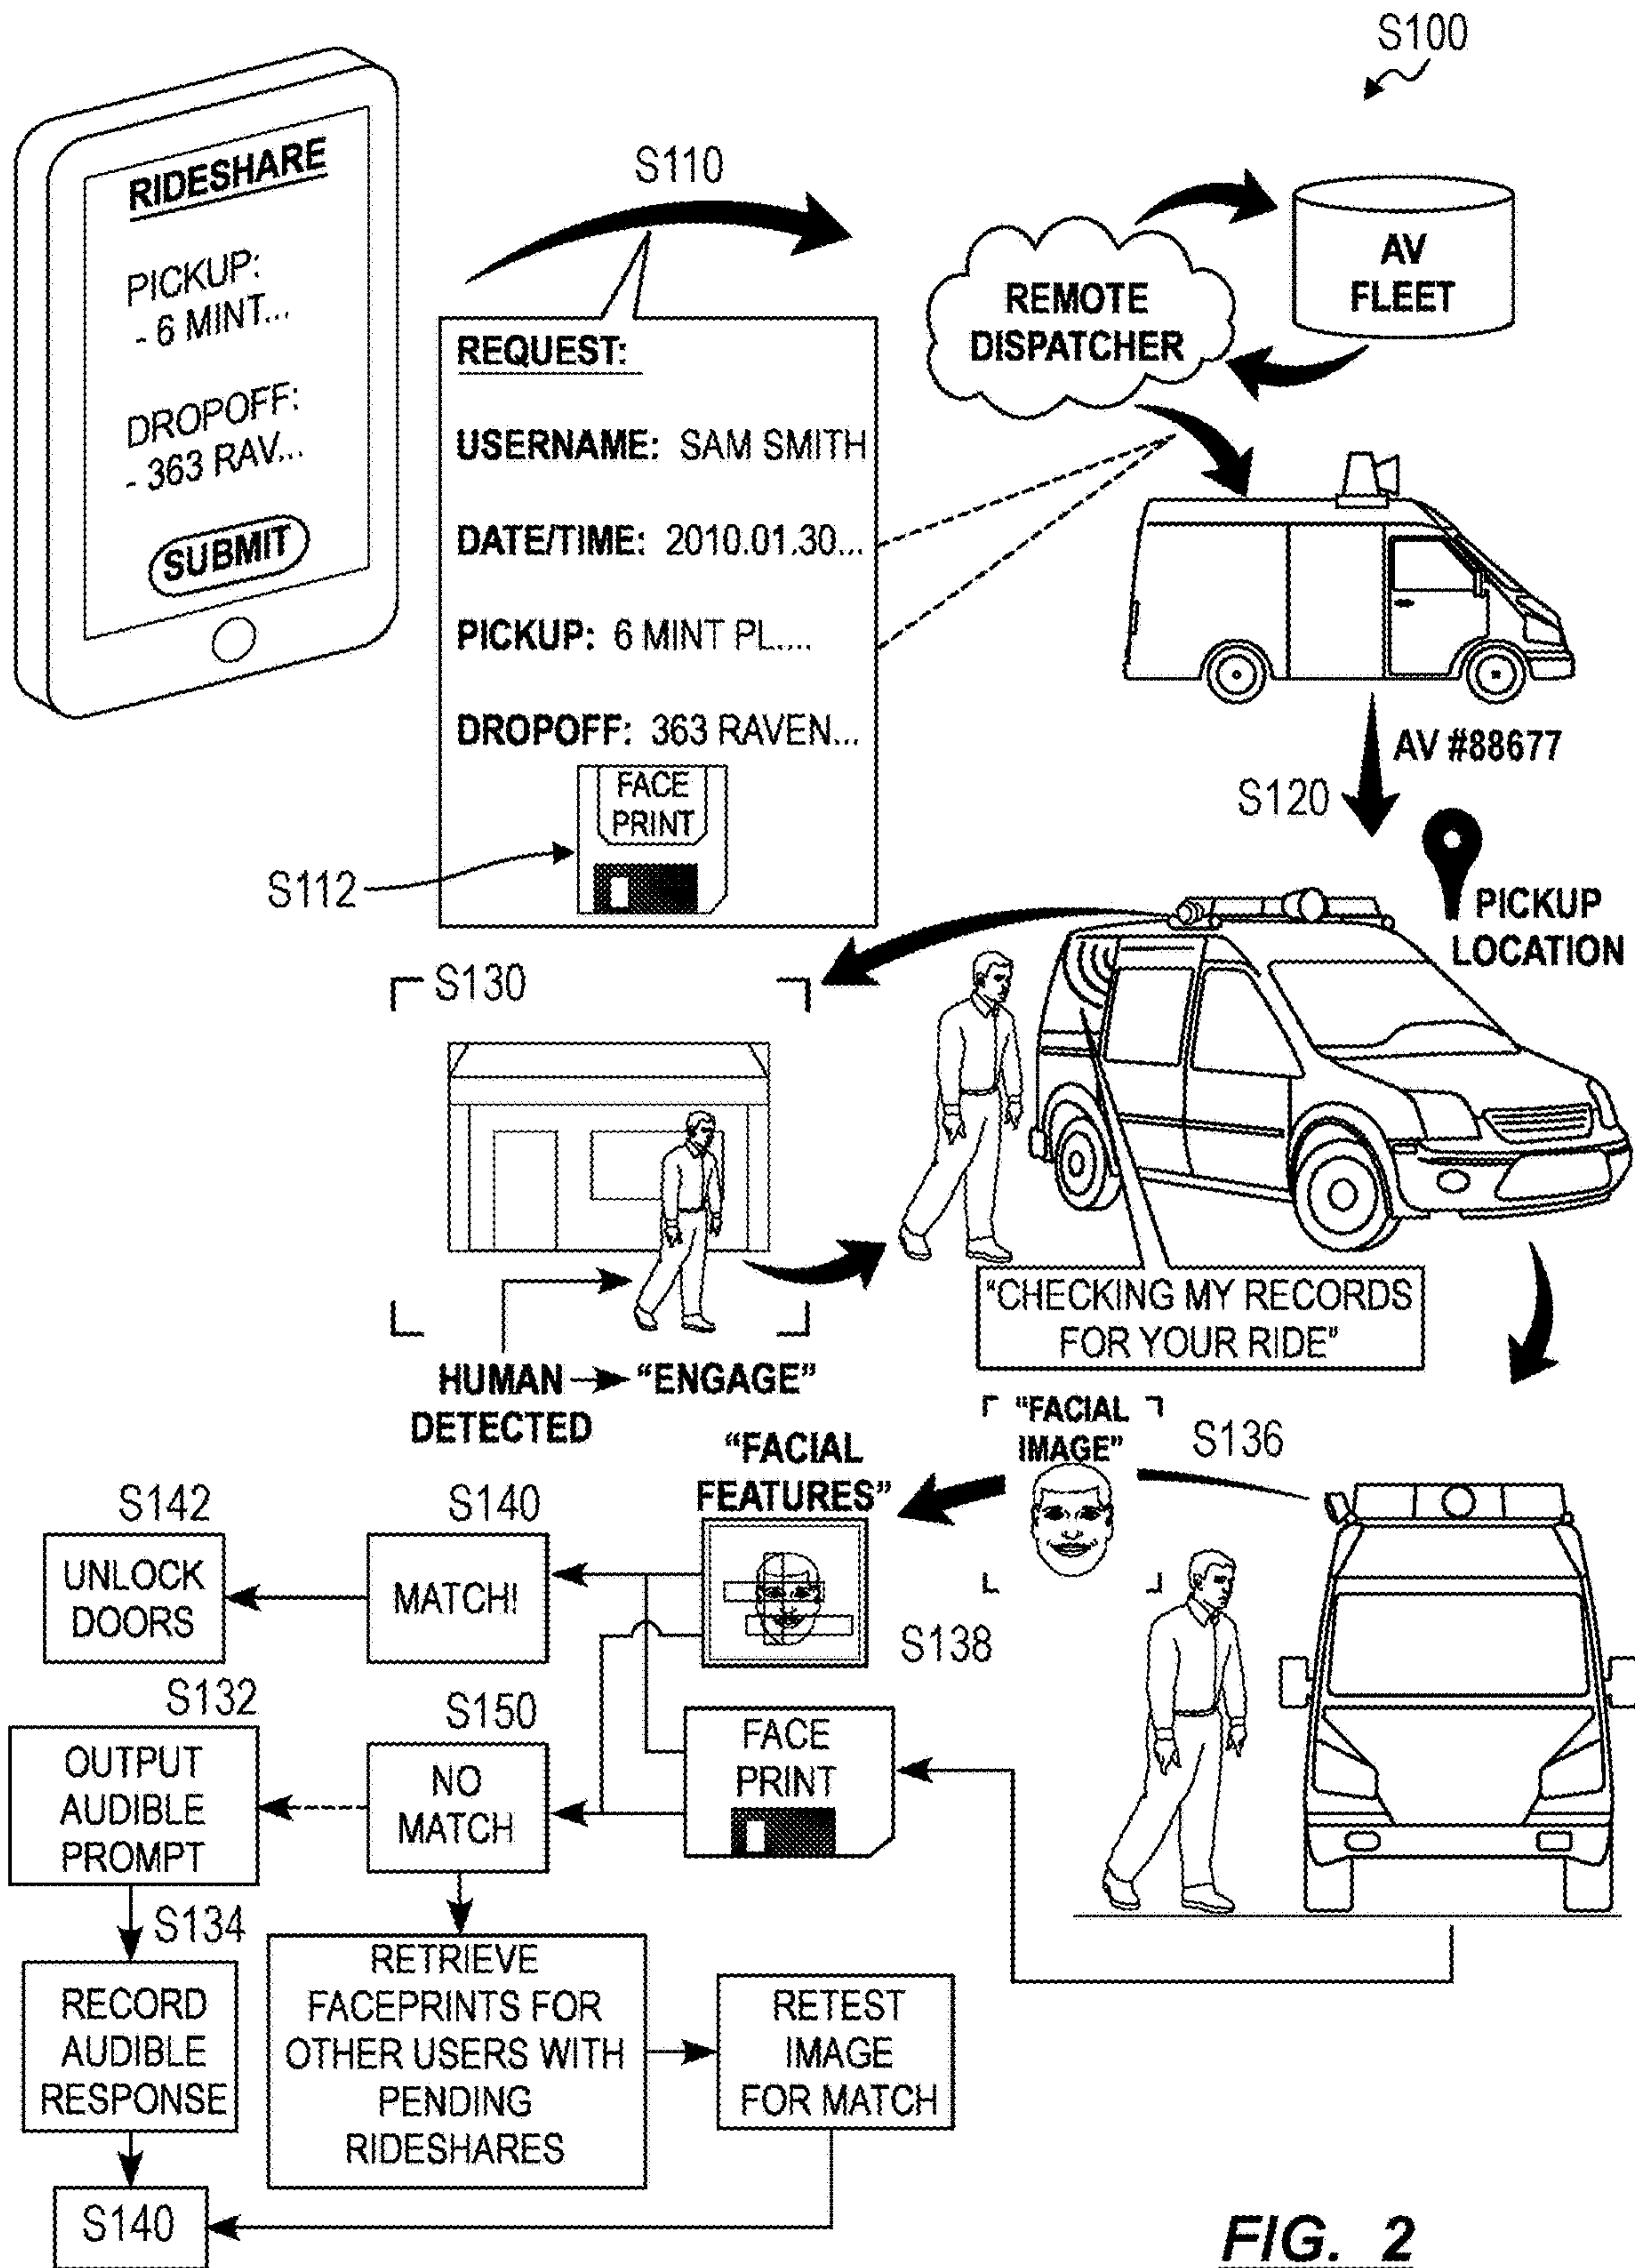 S100
RIDESHARE
PICKUP:
- 6 MINT...
DROPOFF:
- 363 RAV...
SUBMIT
S110
REMOTE
DISPATCHER
AV
FLEET
REQUEST:
USERNAME: SAM SMITH
DATE/TIME: 2010.01.30...
PICKUP: 6 MINT PL....
DROPOFF: 363 RAVEN...
FACE
PRINT
S112
AV #88677
S120
PICKUP
LOCATION
S130
"CHECKING MY RECORDS
FOR YOUR RIDE"
HUMAN
DETECTED
"ENGAGE"
"FACIAL
IMAGE"
S136
"FACIAL
FEATURES"
S138
S142
UNLOCK
DOORS
S140
MATCH!
S132
OUTPUT
AUDIBLE
PROMPT
S150
NO
MATCH
FACE
PRINT
S134
RECORD
AUDIBLE
RESPONSE
RETRIEVE
FACEPRINTS FOR
OTHER USERS WITH
PENDING
RIDESHARES
RETEST
IMAGE
FOR MATCH
S140
FIG. 2